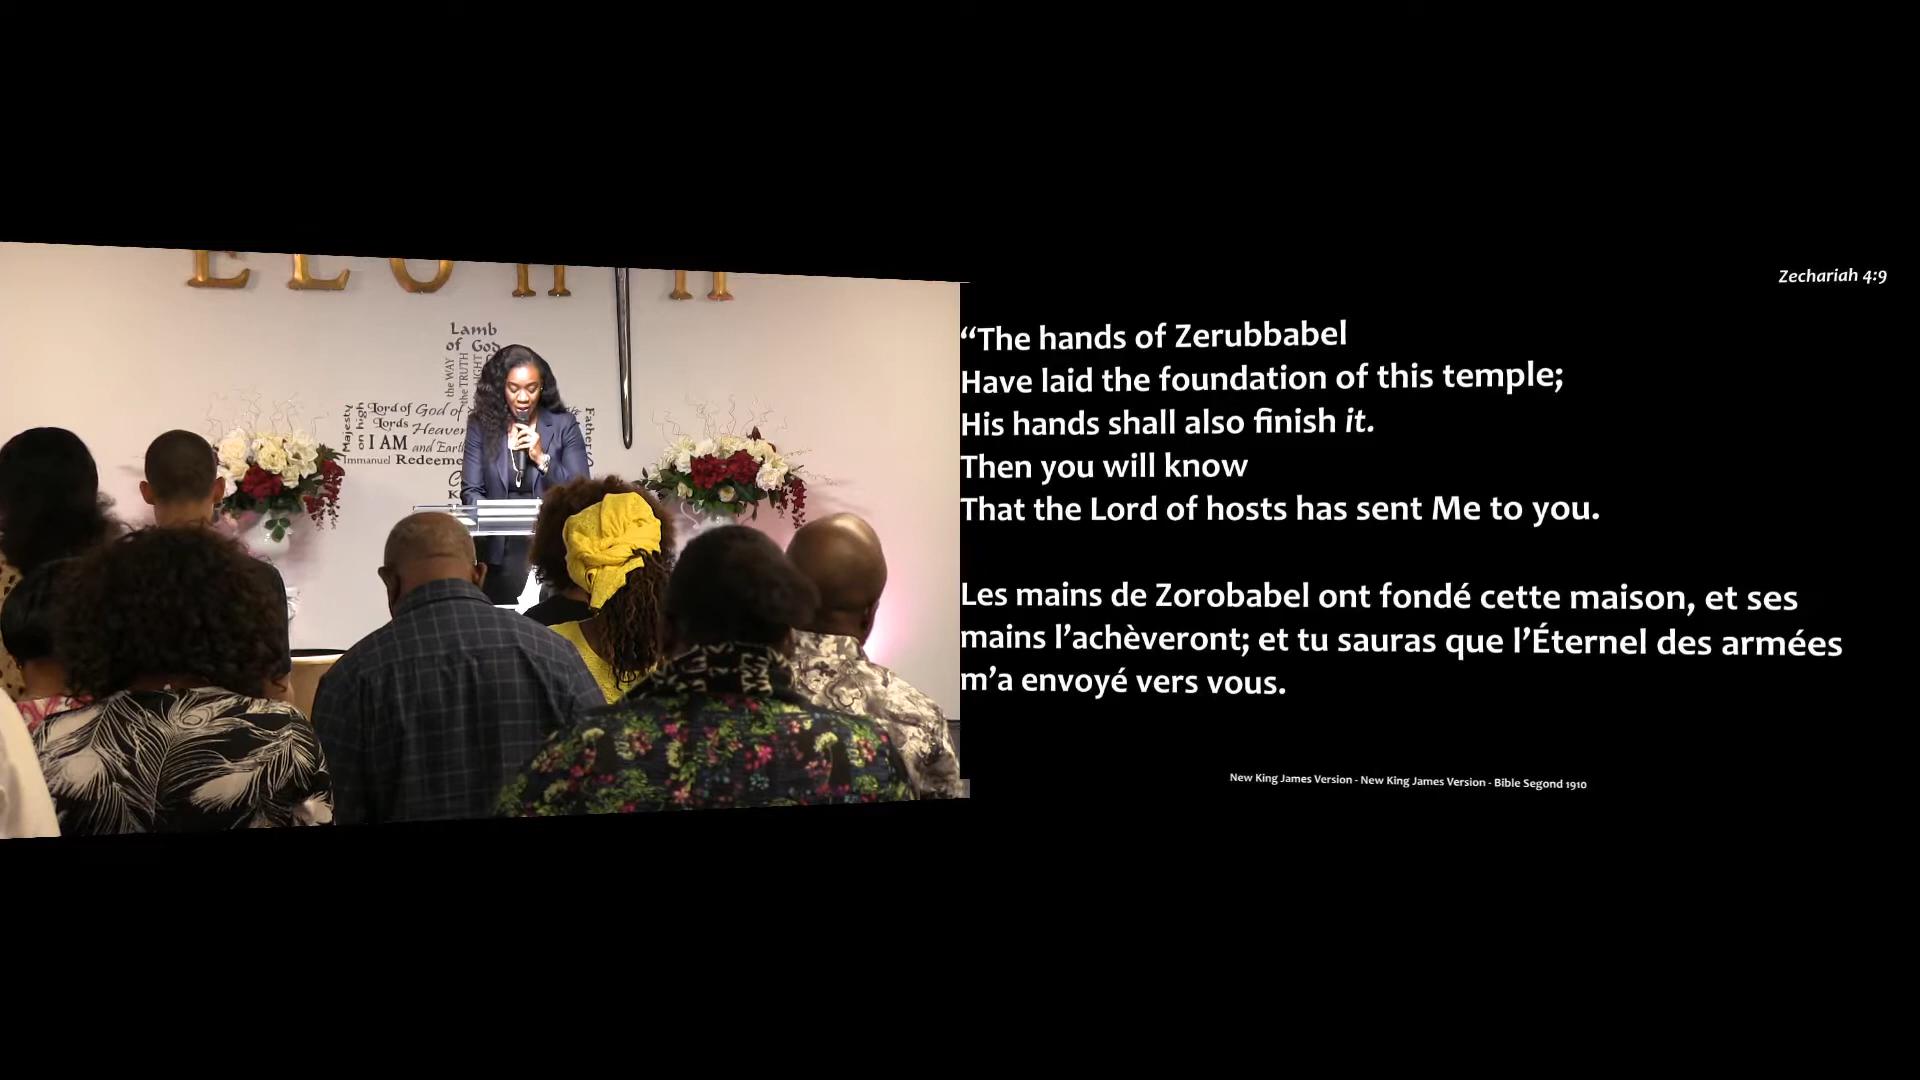 ELOHIM
Lamb
of God
the WAY
the TRUTH
Majesty
on high
Lord of
Lords
God of
Heaven
I AM
and Earth
Immanuel
Zechariah 4:9
“The hands of Zerubbabel
Have laid the foundation of this temple;
His hands shall also finish it.
Then you will know
That the Lord of hosts has sent Me to you.
Les mains de Zorobabel ont fondé cette maison, et ses
mains l’achèveront; et tu sauras que l’Éternel des armées
m’a envoyé vers vous.
New King James Version - New King James Version - Bible Segond 1910